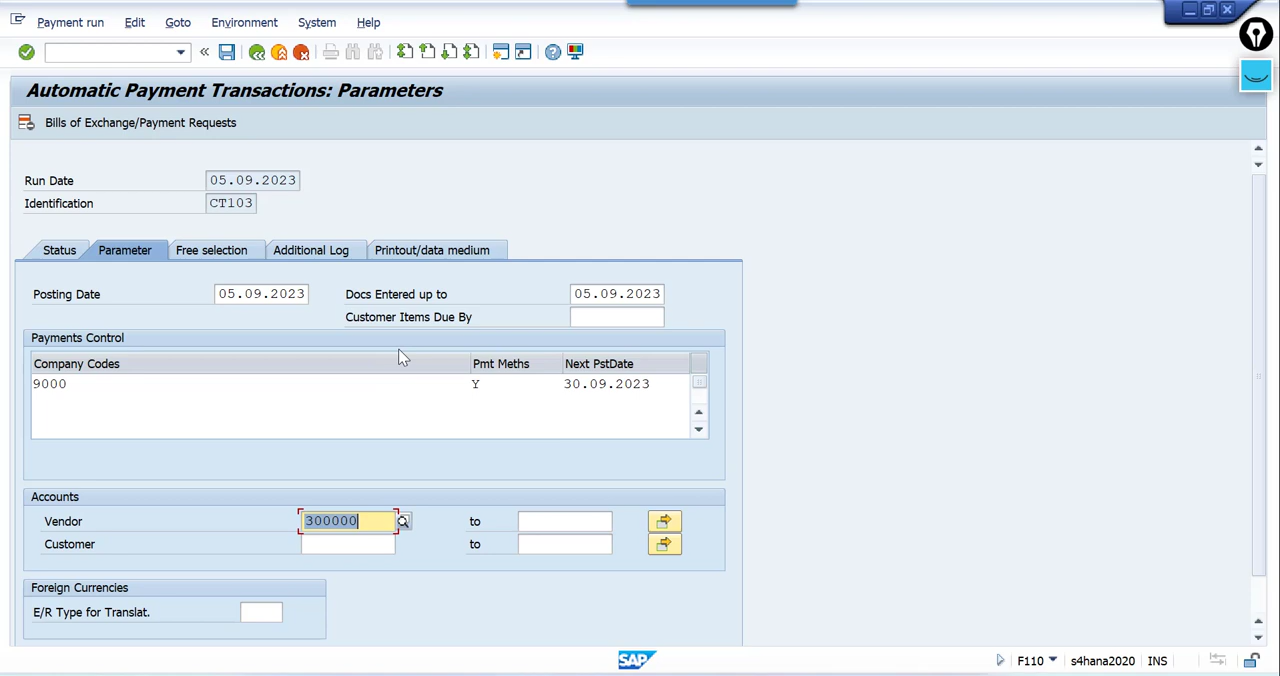 Payment run Edit Goto Environment System Help
Automatic Payment Transactions: Parameters
Bills of Exchange/Payment Requests
Run Date 05.09.2023
Identification CT103
Status Parameter Free selection Additional Log Printout/data medium
Posting Date 05.09.2023 Docs Entered up to 05.09.2023
Customer Items Due By
Payments Control
Company Codes Pmt Meths Next PstDate
9000 Y 30.09.2023
Accounts
Vendor 300000 to
Customer to
Foreign Currencies
E/R Type for Translat.
SAP F110 s4hana2020 INS